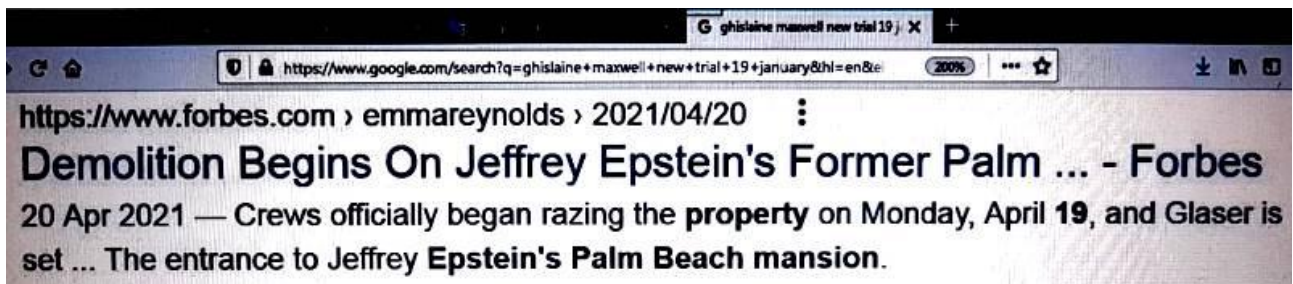 G ghislaine maxwell new trial 19 j X +
https://www.google.com/search?q=ghislaine+maxwell+new+trial+19+january&hl=en&e 200%
https://www.forbes.com › emmareynolds › 2021/04/20
Demolition Begins On Jeffrey Epstein's Former Palm ... - Forbes
20 Apr 2021 — Crews officially began razing the property on Monday, April 19, and Glaser is
set ... The entrance to Jeffrey Epstein's Palm Beach mansion.